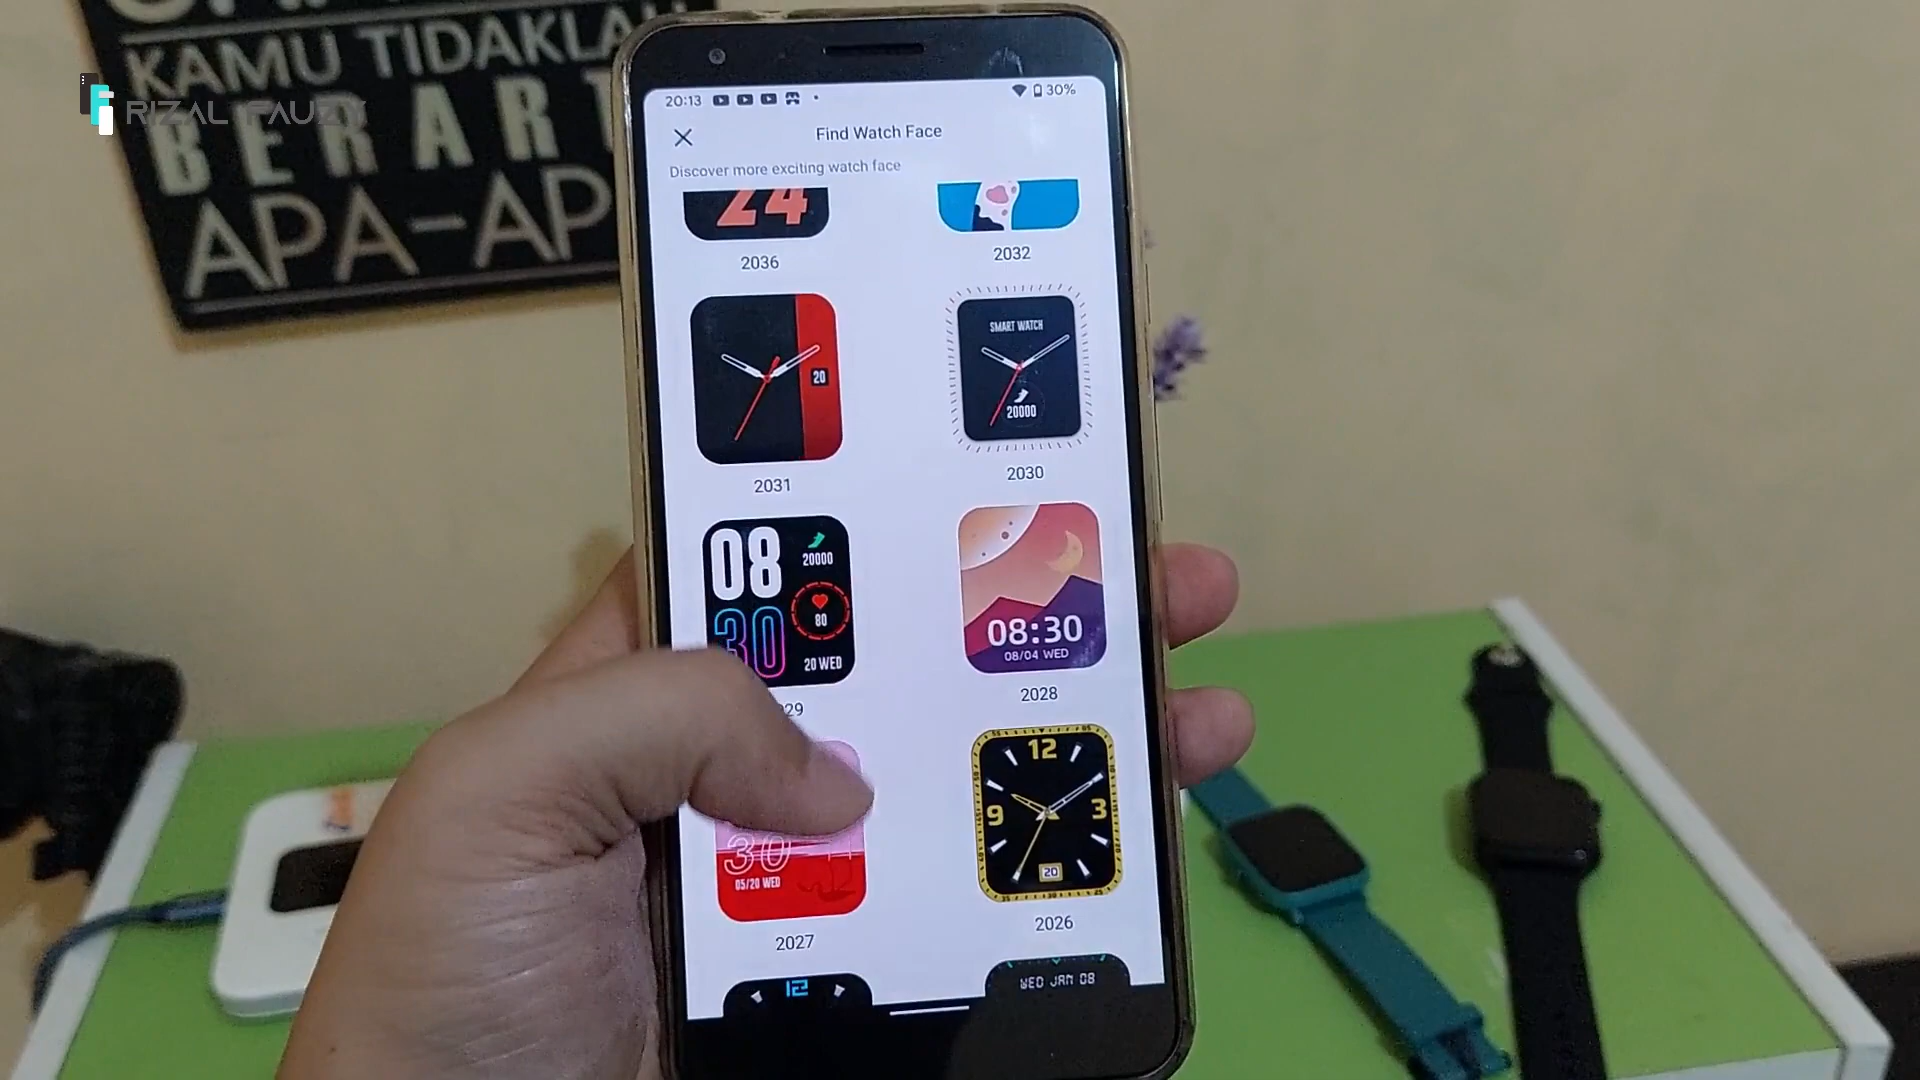 KAMU TIDAKLA
BERART
APA-AP
RIZAL FAUZY
20:13
30%
Find Watch Face
Discover more exciting watch face
24
2036
2032
20
2031
SMART WATCH
20000
2030
08
30
20000
80
20 WED
29
08:30
08/04 WED
2028
30
05/20 WED
2027
12
9
3
20
2026
12
WED JAN 08